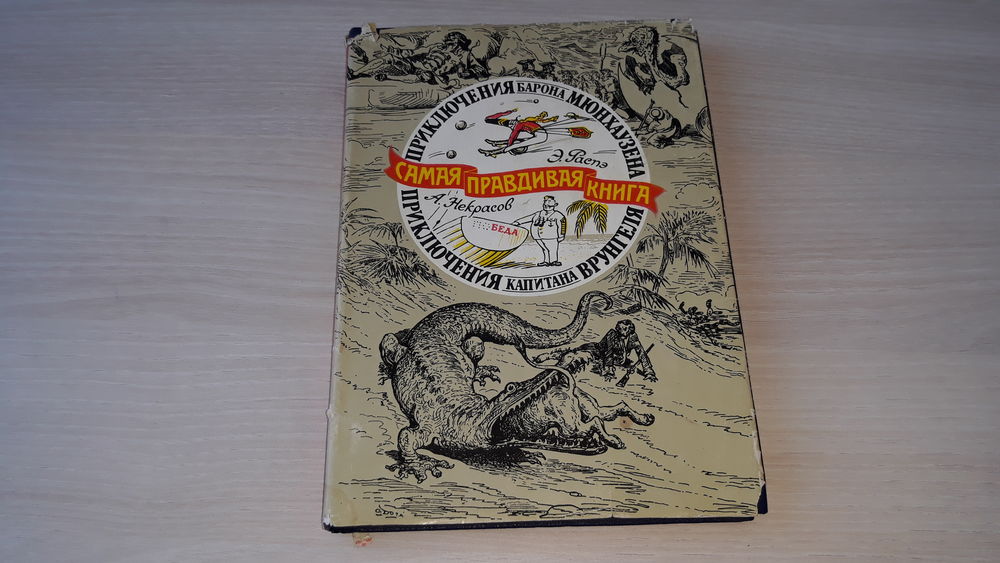 ПРИКЛЮЧЕНИЯ БАРОНА МЮНХАУЗЕНА
Э. Распэ
САМАЯ ПРАВДИВАЯ КНИГА
А. Некрасов
БЕДА
ПРИКЛЮЧЕНИЯ КАПИТАНА ВРУНГЕЛЯ